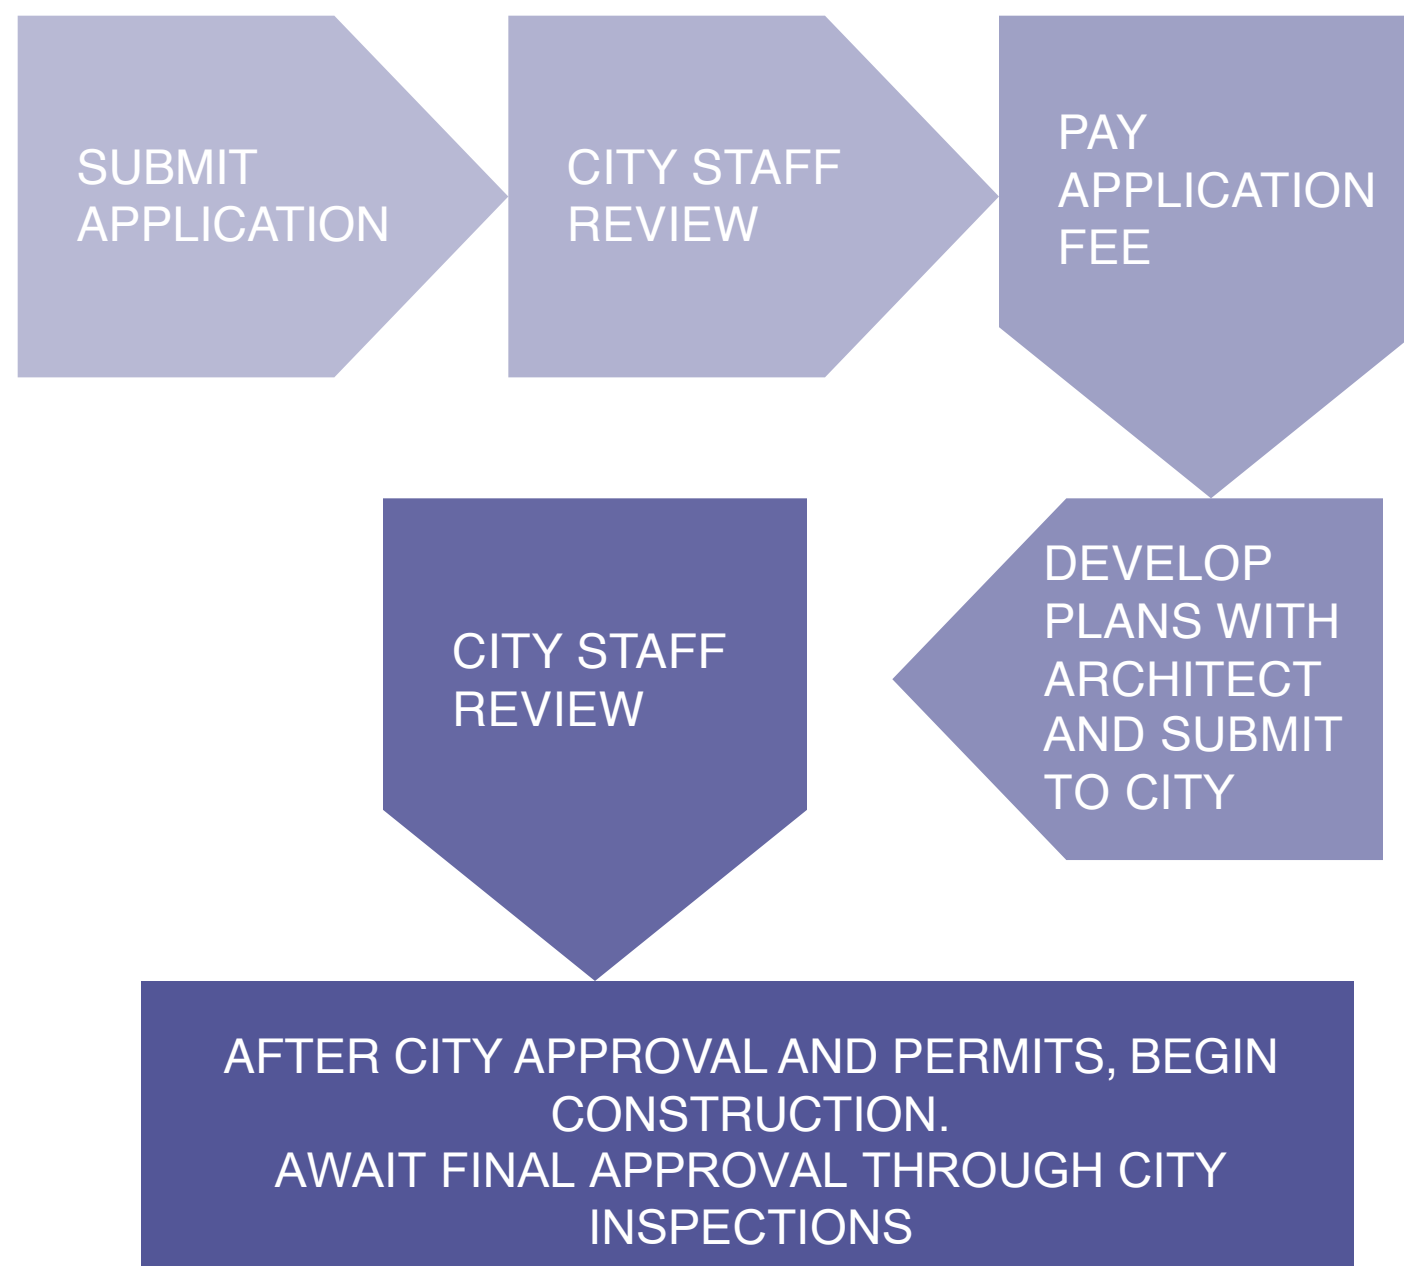 SUBMIT
APPLICATION
CITY STAFF
REVIEW
PAY
APPLICATION
FEE
DEVELOP
PLANS WITH
ARCHITECT
AND SUBMIT
TO CITY
CITY STAFF
REVIEW
AFTER CITY APPROVAL AND PERMITS, BEGIN
CONSTRUCTION.
AWAIT FINAL APPROVAL THROUGH CITY
INSPECTIONS